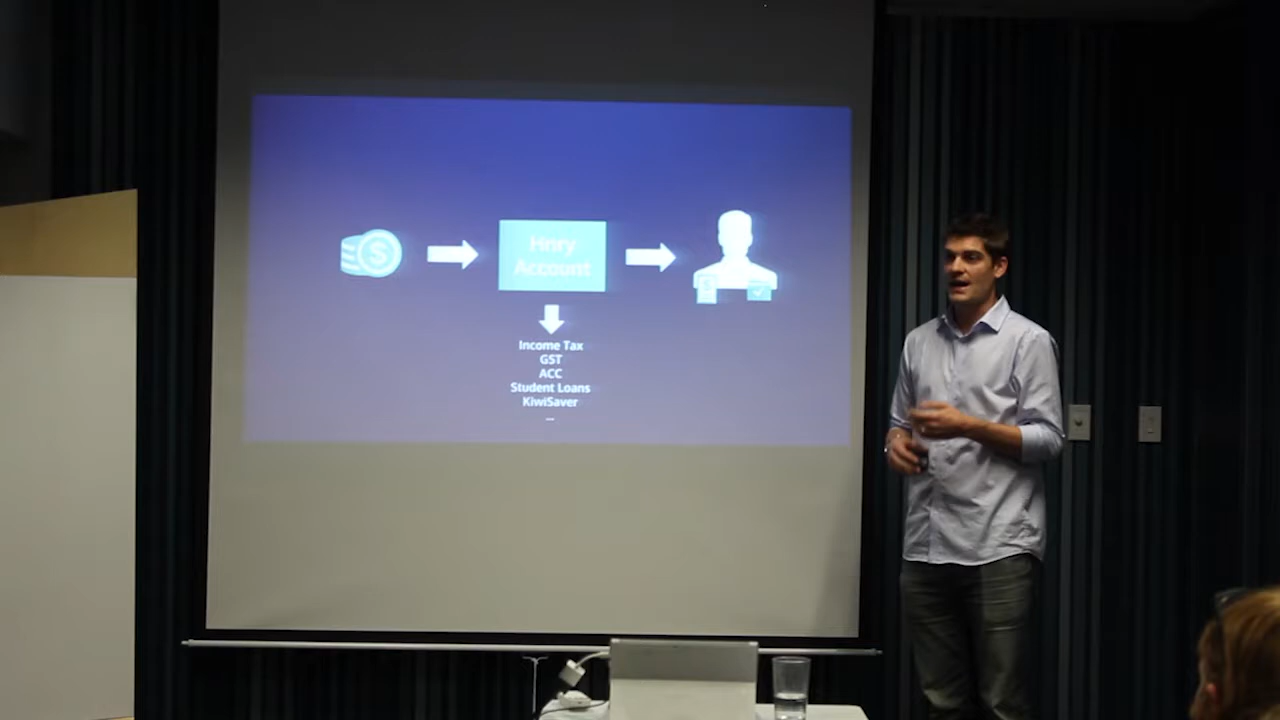 $
Hnry
Account
$
Income Tax
GST
ACC
Student Loans
KiwiSaver
...